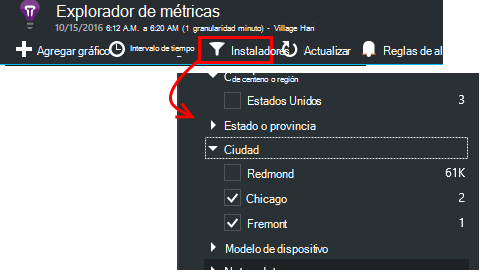 Explorador de métricas
10/15/2016 6:12 A.M. a 6:20 AM (1 granularidad minuto) - Village Han
Agregar gráfico Intervalo de tiempo Instaladores Actualizar Reglas de al
de centeno o región
Estados Unidos 3
Estado o provincia
Ciudad
Redmond 61K
Chicago 2
Fremont 1
Modelo de dispositivo